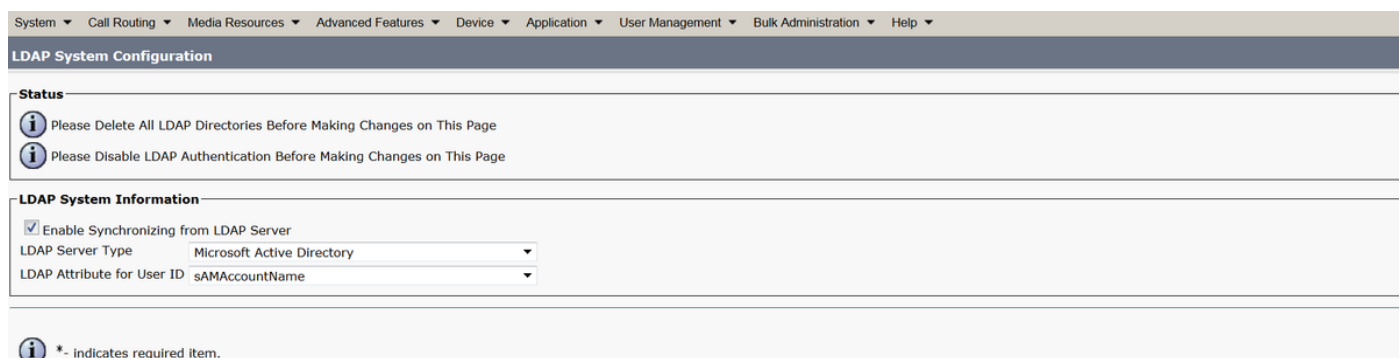 System Call Routing Media Resources Advanced Features Device Application User Management Bulk Administration Help
LDAP System Configuration
Status
Please Delete All LDAP Directories Before Making Changes on This Page
Please Disable LDAP Authentication Before Making Changes on This Page
LDAP System Information
Enable Synchronizing from LDAP Server
LDAP Server Type Microsoft Active Directory
LDAP Attribute for User ID sAMAccountName
*- indicates required item.